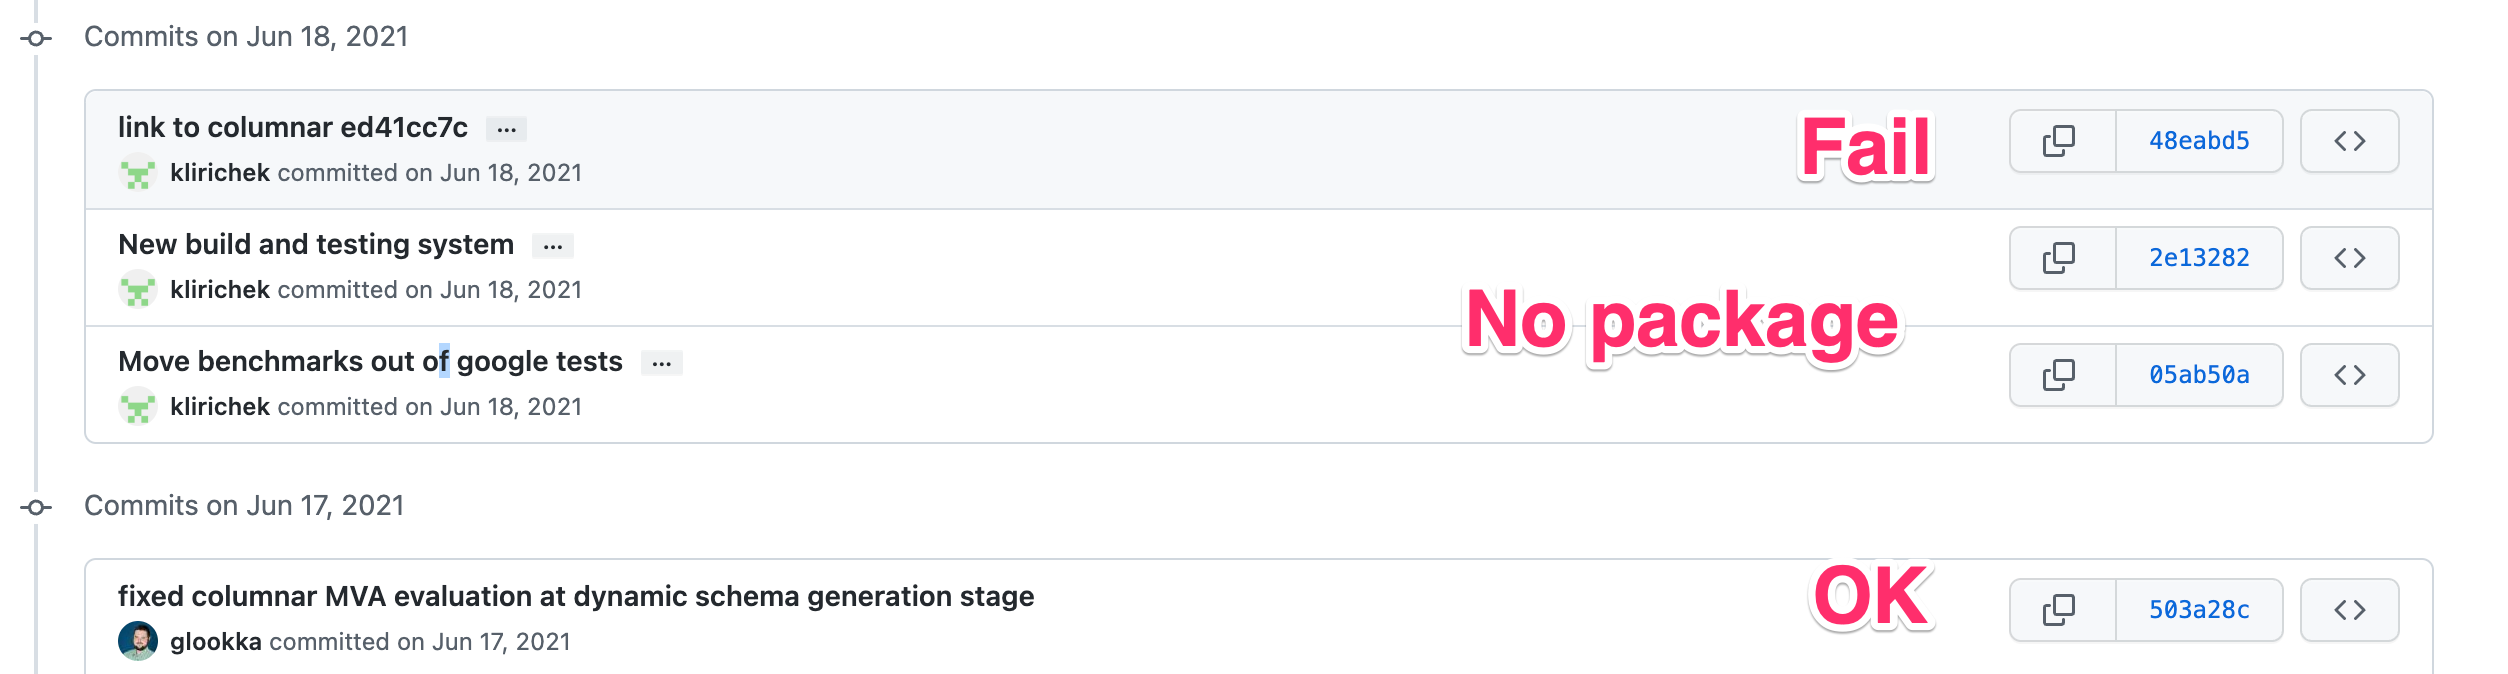 Commits on Jun 18, 2021
link to columnar ed41cc7c ...
Fail
48eabd5
klirichek committed on Jun 18, 2021
New build and testing system ...
2e13282
klirichek committed on Jun 18, 2021
No package
Move benchmarks out of google tests ...
05ab50a
klirichek committed on Jun 18, 2021
Commits on Jun 17, 2021
fixed columnar MVA evaluation at dynamic schema generation stage
OK
503a28c
glookka committed on Jun 17, 2021